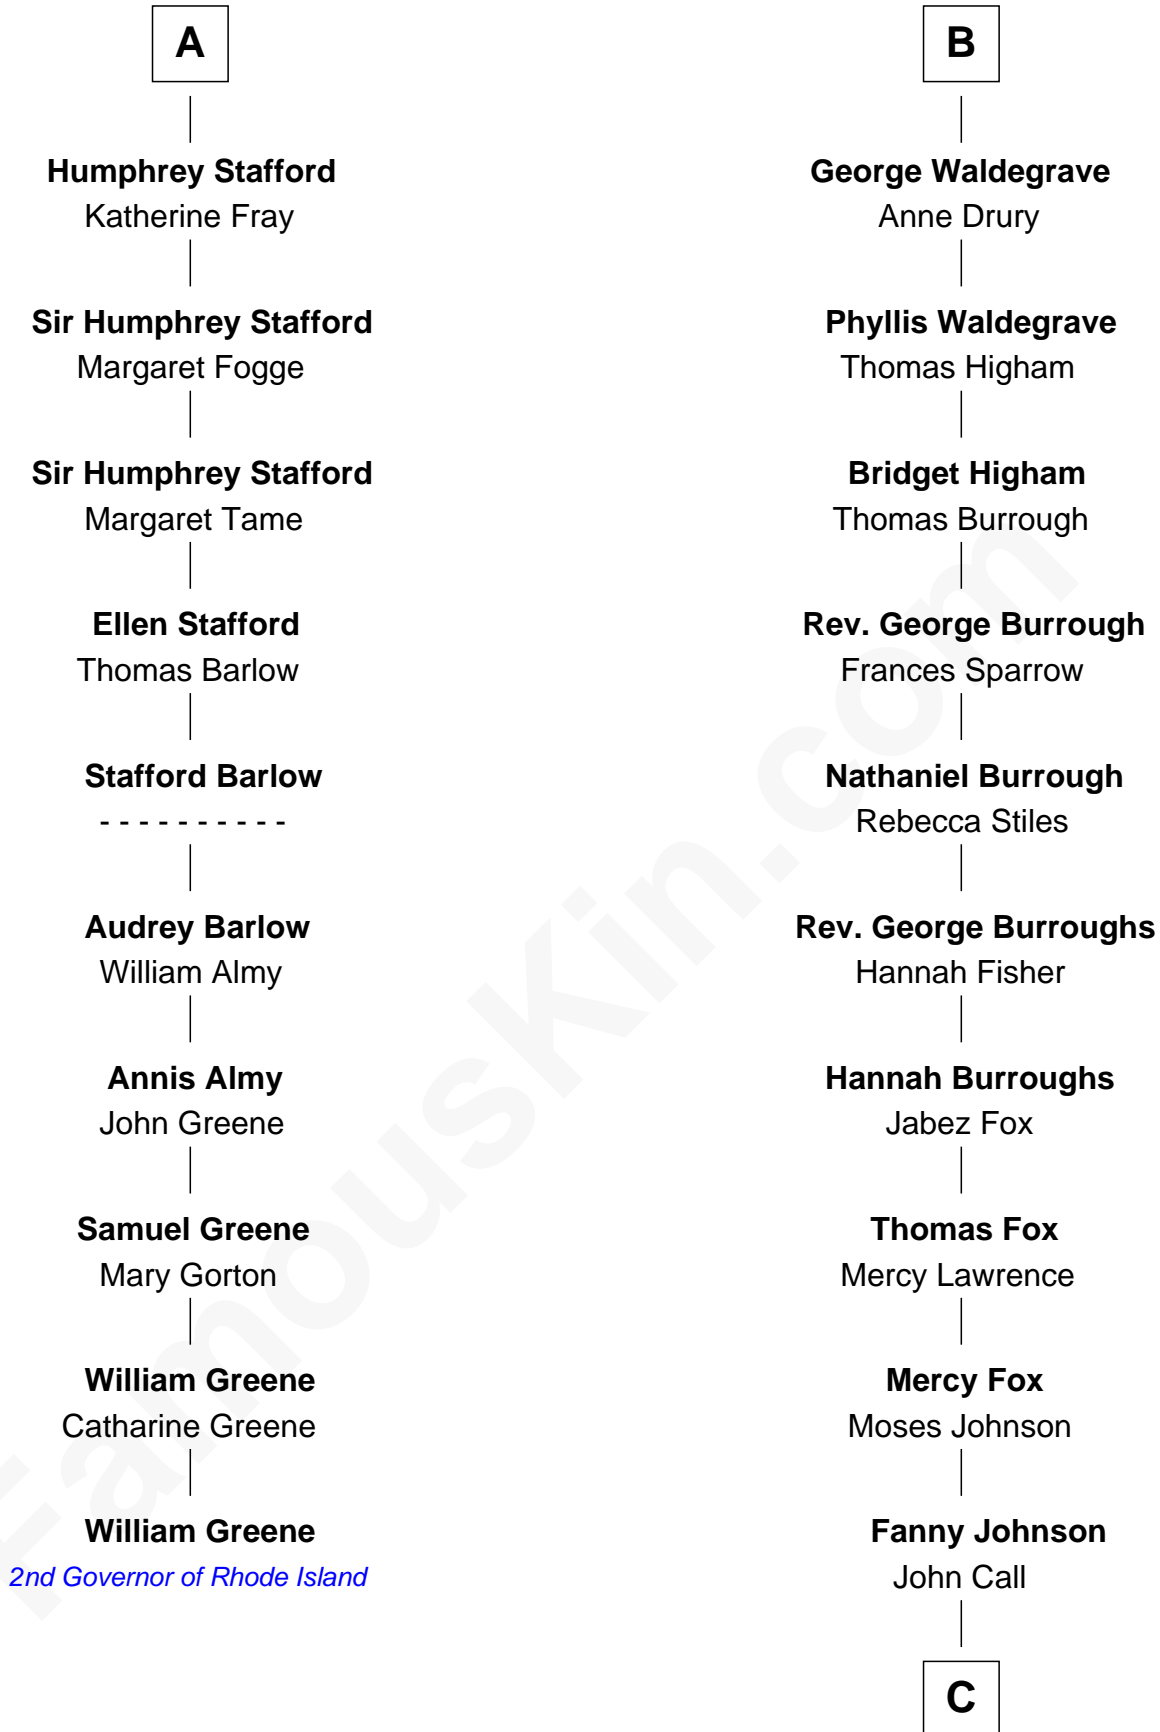 A
Humphrey Stafford
Katherine Fray
Sir Humphrey Stafford
Margaret Fogge
Sir Humphrey Stafford
Margaret Tame
Ellen Stafford
Thomas Barlow
Stafford Barlow
- - - - - - - - - -
Audrey Barlow
William Almy
Annis Almy
John Greene
Samuel Greene
Mary Gorton
William Greene
Catharine Greene
William Greene
2nd Governor of Rhode Island
B
George Waldegrave
Anne Drury
Phyllis Waldegrave
Thomas Higham
Bridget Higham
Thomas Burrough
Rev. George Burrough
Frances Sparrow
Nathaniel Burrough
Rebecca Stiles
Rev. George Burroughs
Hannah Fisher
Hannah Burroughs
Jabez Fox
Thomas Fox
Mercy Lawrence
Mercy Fox
Moses Johnson
Fanny Johnson
John Call
C
FamousKin.com